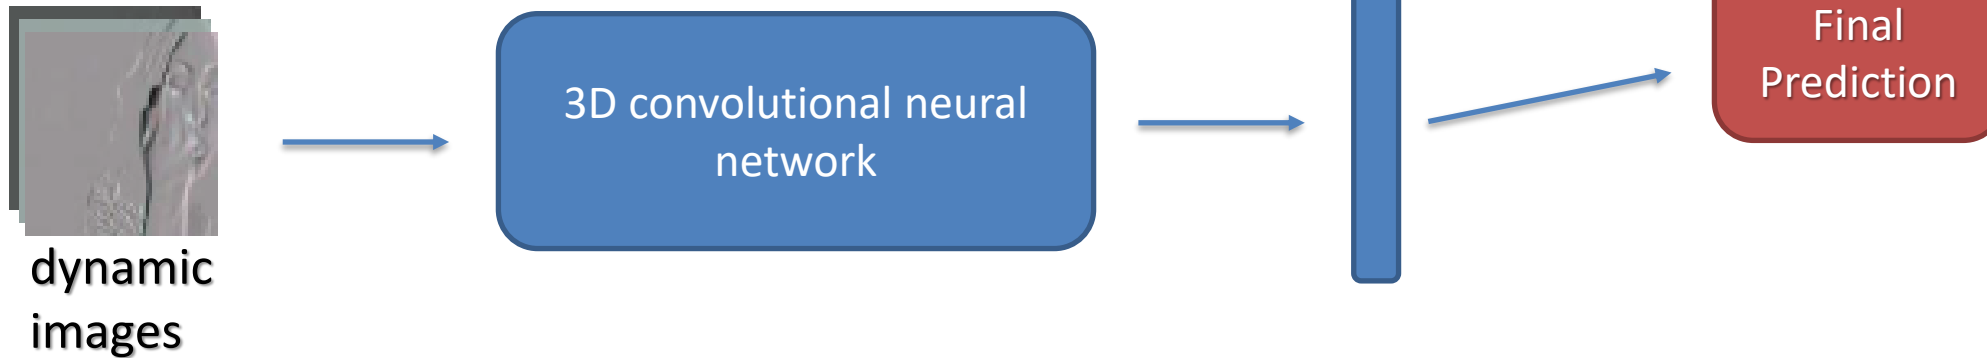 Final
Prediction
3D convolutional neural
network
dynamic
images